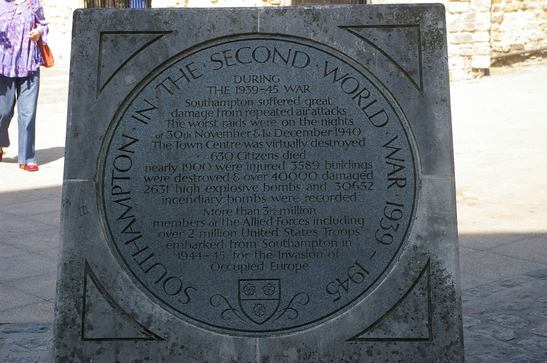 SOUTHAMPTON IN THE SECOND WORLD WAR 1939-1945
DURING
THE 1939-45 WAR
Southampton suffered great
damage from repeated air attacks
The worst raids were on the nights
of 30th November & 1st December 1940
The Town Centre was virtually destroyed
630 Citizens died
nearly 1900 were injured 3589 buildings
were destroyed & over 40000 damaged
2631 high explosive bombs and 30652
incendiary bombs were recorded
More than 3½ million
members of the Allied Forces including
over 2 million United States Troops
embarked from Southampton in
1944-45 for the Invasion of
Occupied Europe